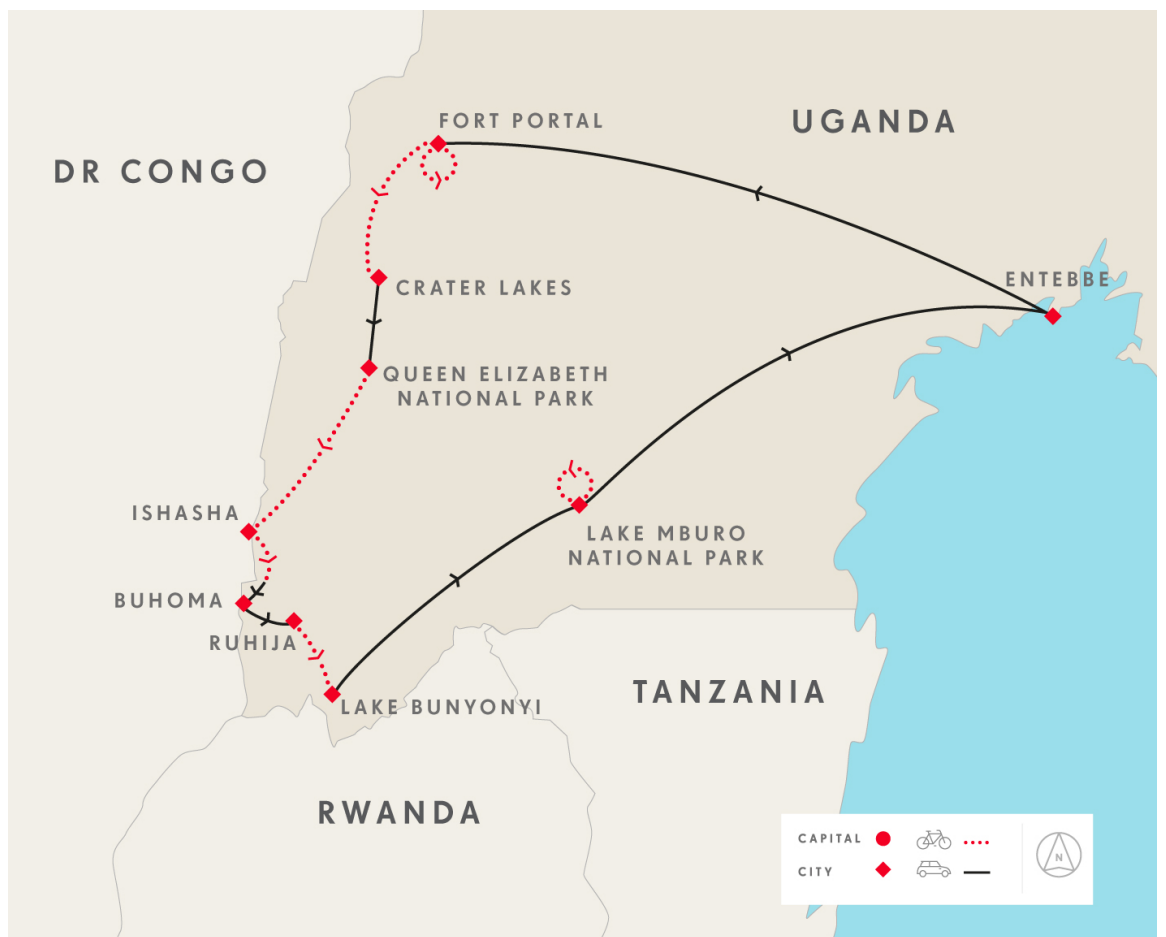 FORT PORTAL
UGANDA
DR CONGO
ENTEBBE
CRATER LAKES
QUEEN ELIZABETH
NATIONAL PARK
ISHASHA
LAKE MBURO
NATIONAL PARK
BUHOMA
RUHIJA
TANZANIA
LAKE BUNYONYI
RWANDA
CAPITAL
CITY
N